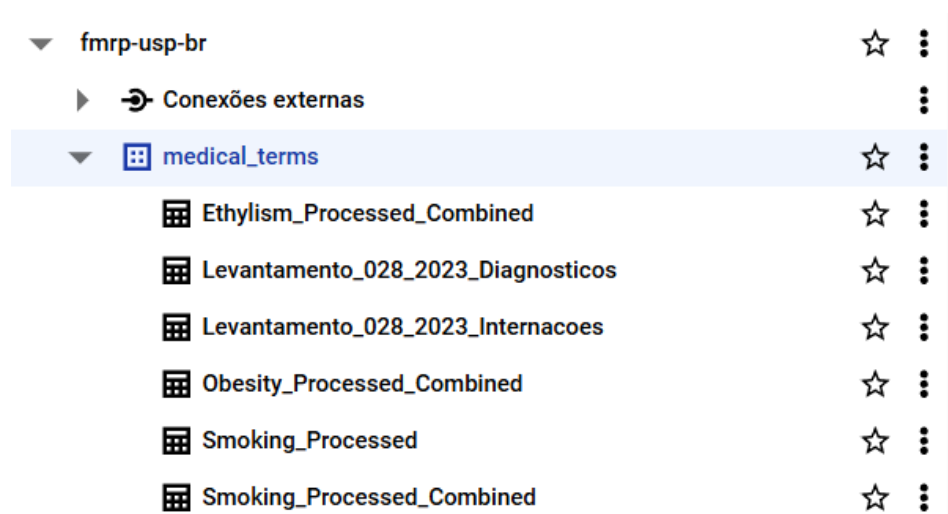 fmrp-usp-br
Conexões externas
medical_terms
Ethylism_Processed_Combined
Levantamento_028_2023_Diagnosticos
Levantamento_028_2023_Internacoes
Obesity_Processed_Combined
Smoking_Processed
Smoking_Processed_Combined